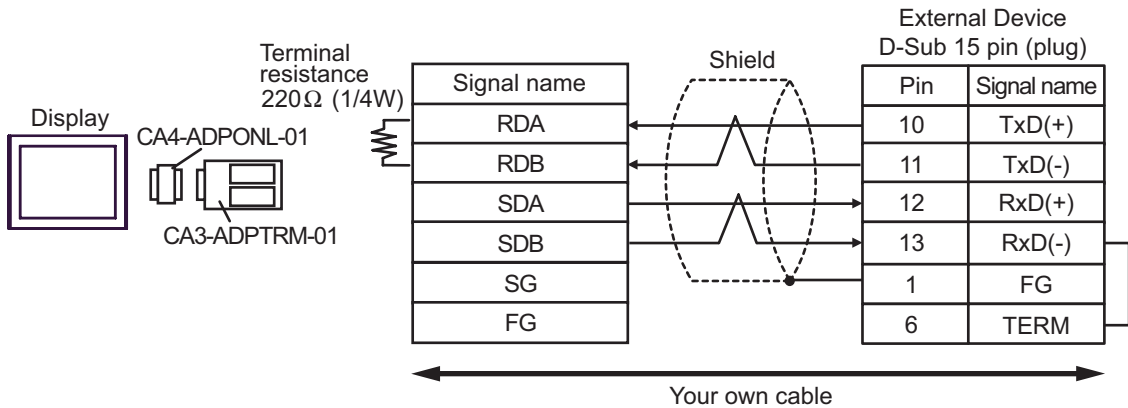 External Device
D-Sub 15 pin (plug)
Terminal
resistance
220Ω (1/4W)
Shield
Display
CA4-ADPONL-01
CA3-ADPTRM-01
Signal name
RDA
RDB
SDA
SDB
SG
FG
Pin Signal name
10 TxD(+)
11 TxD(-)
12 RxD(+)
13 RxD(-)
1 FG
6 TERM
Your own cable